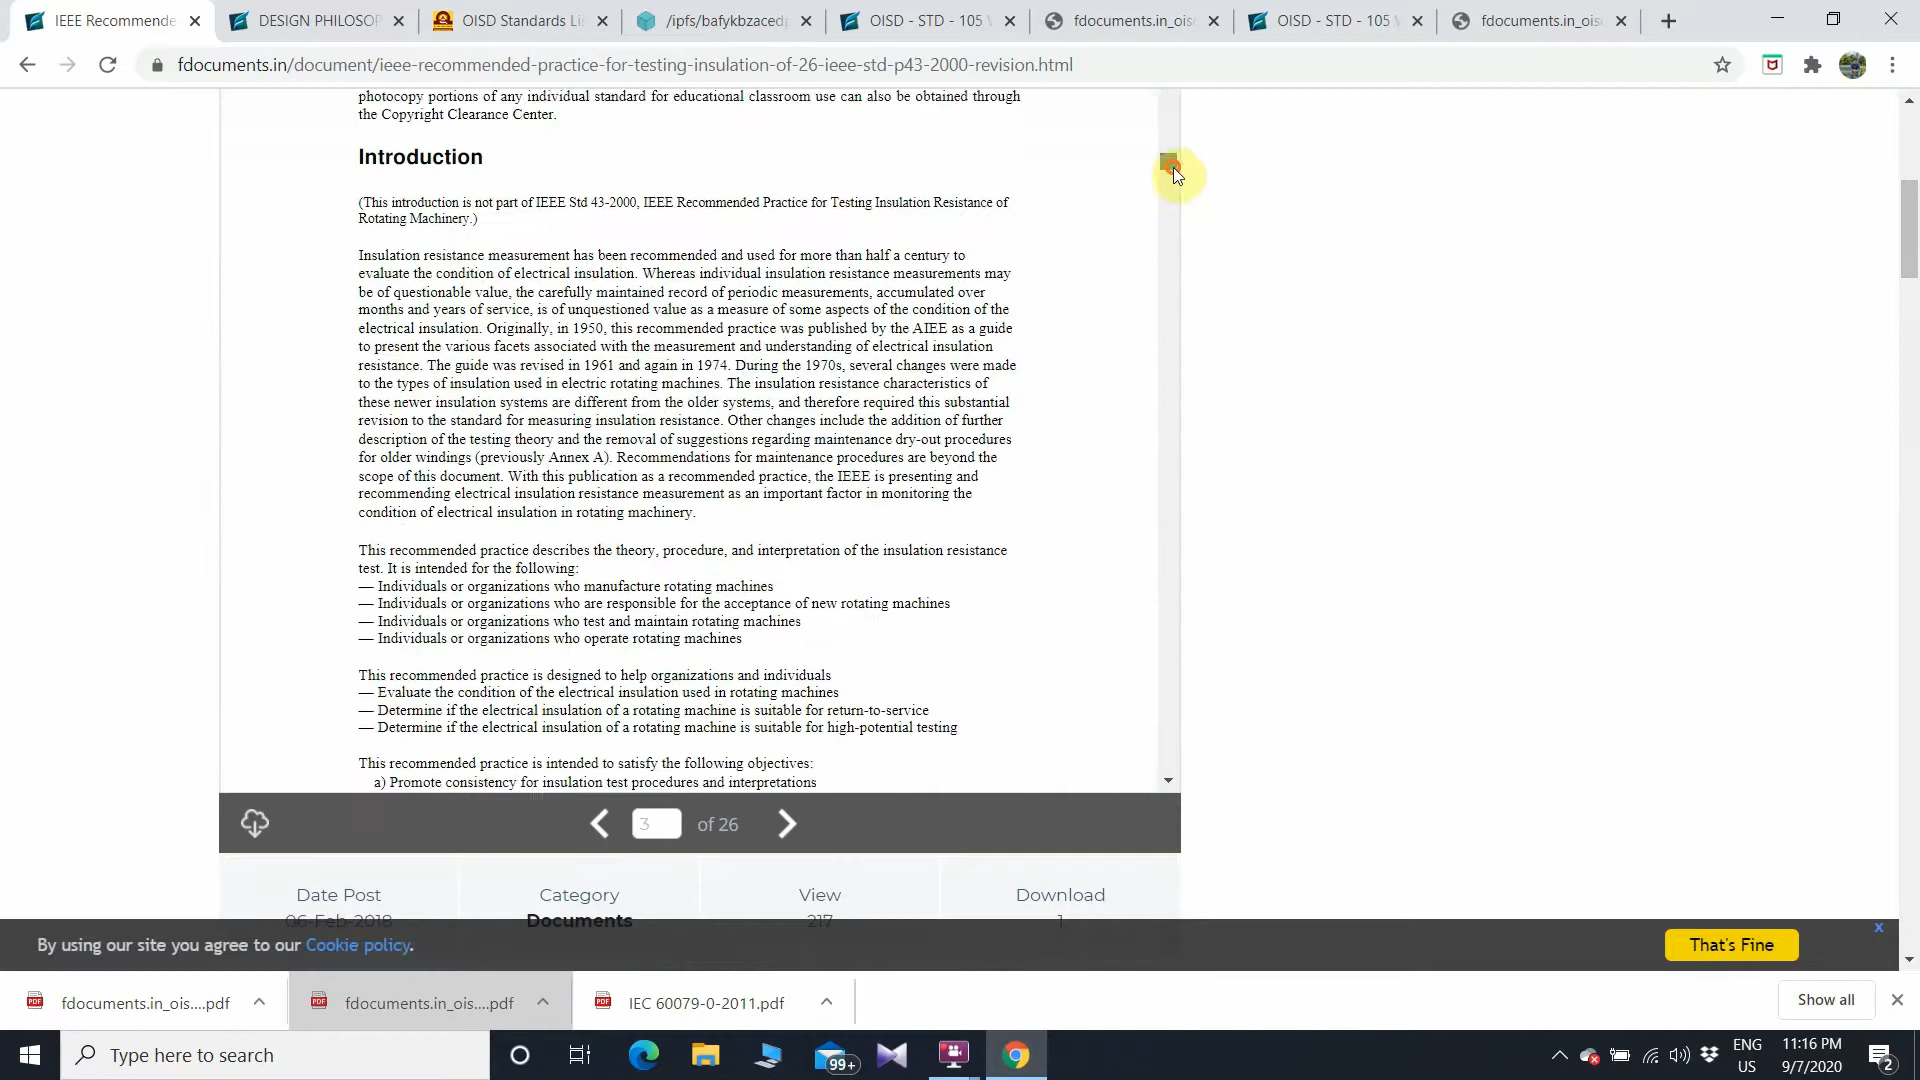 IEEE Recommende
DESIGN PHILOSOP
OISD Standards Li
/ipfs/bafykbzaced
OISD - STD - 105
fdocuments.in_ois
OISD - STD - 105
fdocuments.in_ois
fdocuments.in/document/ieee-recommended-practice-for-testing-insulation-of-26-ieee-std-p43-2000-revision.html
photocopy portions of any individual standard for educational classroom use can also be obtained through
the Copyright Clearance Center.
Introduction
(This introduction is not part of IEEE Std 43-2000, IEEE Recommended Practice for Testing Insulation Resistance of
Rotating Machinery.)
Insulation resistance measurement has been recommended and used for more than half a century to
evaluate the condition of electrical insulation. Whereas individual insulation resistance measurements may
be of questionable value, the carefully maintained record of periodic measurements, accumulated over
months and years of service, is of unquestioned value as a measure of some aspects of the condition of the
electrical insulation. Originally, in 1950, this recommended practice was published by the AIEE as a guide
to present the various facets associated with the measurement and understanding of electrical insulation
resistance. The guide was revised in 1961 and again in 1974. During the 1970s, several changes were made
to the types of insulation used in electric rotating machines. The insulation resistance characteristics of
these newer insulation systems are different from the older systems, and therefore required this substantial
revision to the standard for measuring insulation resistance. Other changes include the addition of further
description of the testing theory and the removal of suggestions regarding maintenance dry-out procedures
for older windings (previously Annex A). Recommendations for maintenance procedures are beyond the
scope of this document. With this publication as a recommended practice, the IEEE is presenting and
recommending electrical insulation resistance measurement as an important factor in monitoring the
condition of electrical insulation in rotating machinery.
This recommended practice describes the theory, procedure, and interpretation of the insulation resistance
test. It is intended for the following:
— Individuals or organizations who manufacture rotating machines
— Individuals or organizations who are responsible for the acceptance of new rotating machines
— Individuals or organizations who test and maintain rotating machines
— Individuals or organizations who operate rotating machines
This recommended practice is designed to help organizations and individuals
— Evaluate the condition of the electrical insulation used in rotating machines
— Determine if the electrical insulation of a rotating machine is suitable for return-to-service
— Determine if the electrical insulation of a rotating machine is suitable for high-potential testing
This recommended practice is intended to satisfy the following objectives:
a) Promote consistency for insulation test procedures and interpretations
3 of 26
Date Post Category View Download
06-Feb-2018 Documents 217 1
By using our site you agree to our Cookie policy.
That's Fine
x
fdocuments.in_ois....pdf
fdocuments.in_ois....pdf
IEC 60079-0-2011.pdf
Show all
Type here to search
99+
ENG
US
11:16 PM
9/7/2020
2